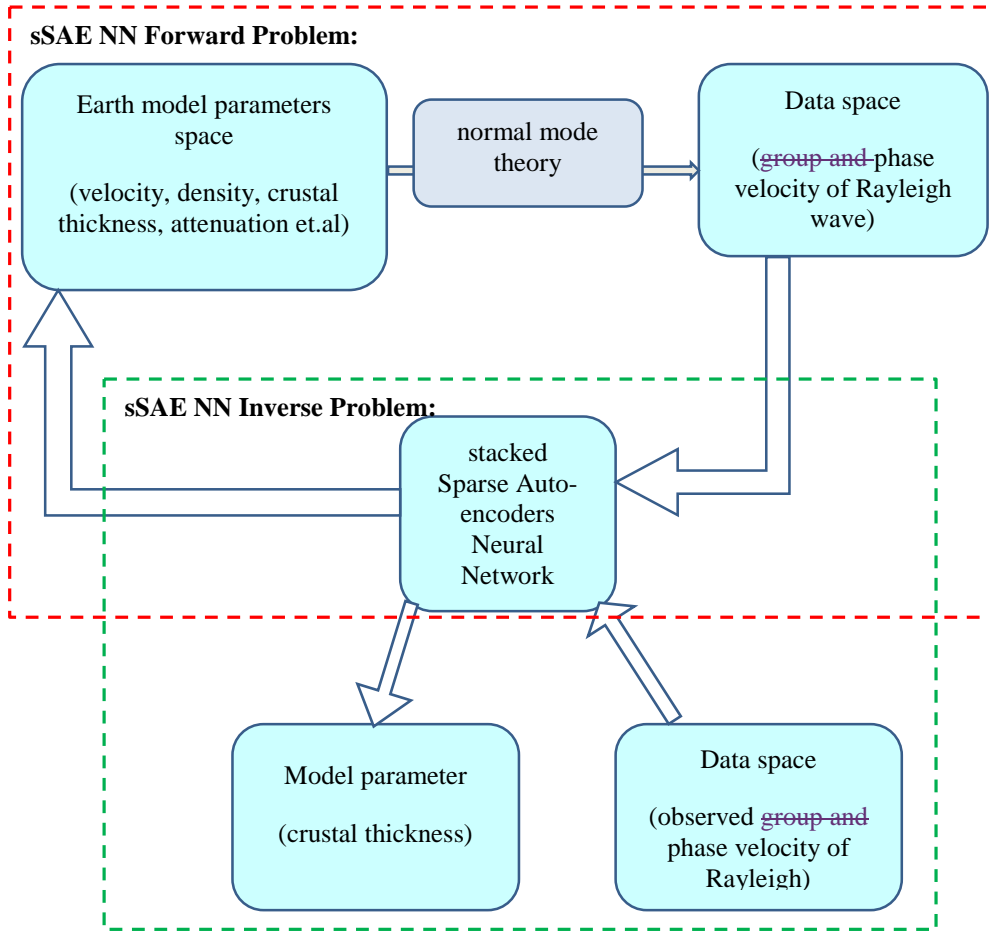 sSAE NN Forward Problem:
Earth model parameters
space
(velocity, density, crustal
thickness, attenuation et.al)
normal mode
theory
Data space
(group and phase
velocity of Rayleigh
wave)
sSAE NN Inverse Problem:
stacked
Sparse Auto-
encoders
Neural
Network
Model parameter
(crustal thickness)
Data space
(observed group and
phase velocity of
Rayleigh)